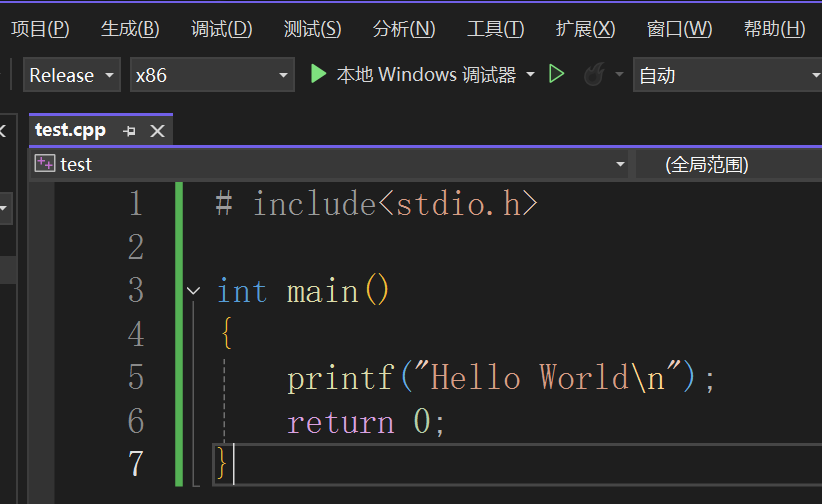 项目(P) 生成(B) 调试(D) 测试(S) 分析(N) 工具(T) 扩展(X) 窗口(W) 帮助(H)
Release x86 本地 Windows 调试器 自动
test.cpp
test (全局范围)
1 # include<stdio.h>
2
3 int main()
4 {
5 printf("Hello World\n");
6 return 0;
7 }